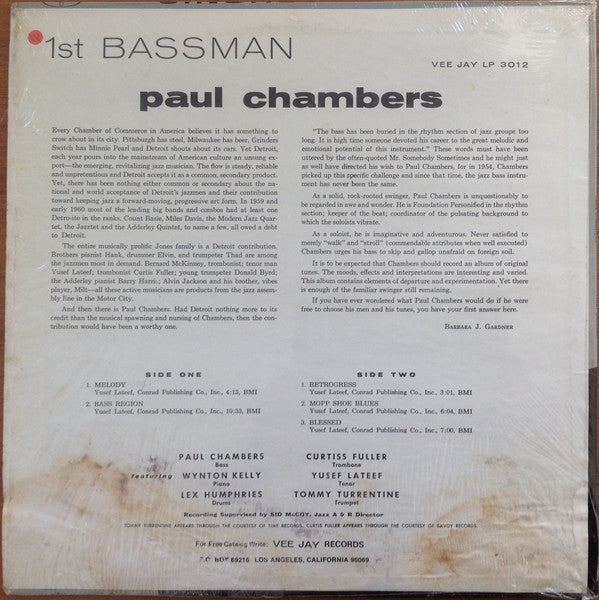 1st BASSMAN
VEE JAY LP 3012
paul chambers
Every Chamber of Commerce in America believes it has something to
crow about in its city. Pittsburgh has steel, Milwaukee has beer, Grinders
Switch has Minnie Pearl and Detroit shouts about its cars. Yet Detroit,
each year pours into the mainstream of American culture an unsung ex-
port—the emerging, revitalizing jazz musician. The flow is steady, reliable
and unpretentious and Detroit accepts it as a common, secondary product.
Yet, there has been nothing either common or secondary about the na-
tional and world acceptance of Detroit's jazzmen and their contribution
toward keeping jazz a forward-moving, progressive art form. In 1959 and
early 1960 most of the leading big bands and combos had at least one
Detro-ite in the ranks. Count Basie, Miles Davis, the Modern Jazz Quar-
tet, the Jazztet and the Adderley Quintet, to name a few, all owed a debt
to Detroit.
The entire musically prolific Jones family is a Detroit contribution.
Brothers pianist Hank, drummer Elvin, and trumpeter Thad are among
the jazzmen most in demand. Bernard McKinney, trombonist; tenor man
Yusef Lateef; trombonist Curtis Fuller; young trumpeter Donald Byrd;
the Adderley pianist Barry Harris; Alvin Jackson and his brother, vibes
player, Milt—all these active musicians are products from the jazz assem-
bly line in the Motor City.
And then there is Paul Chambers. Had Detroit nothing more to its
credit than the musical spawning and nursing of Chambers, then the con-
tribution would have been a worthy one.
"The bass has been buried in the rhythm section of jazz groups too
long. It is high time someone devoted his career to the great melodic and
emotional potential of this instrument." These words must have been
uttered by the often-quoted Mr. Somebody Sometimes and he might just
as well have directed his wish to Paul Chambers, for in 1954, Chambers
picked up this specific challenge and since that time, the jazz bass instru-
ment has never been the same.
As a solid, rock-rooted swinger, Paul Chambers is unquestionably to
be regarded in awe and wonder. He is Foundation Personified in the rhythm
section; keeper of the beat; coordinator of the pulsating background to
which the soloists vibrate.
As a soloist, he is imaginative and adventurous. Never satisfied to
merely "walk" and "stroll" (commendable attributes when well executed)
Chambers urges his bass to skip and gallop unafraid on foreign soil.
It is to be expected that Chambers should record an album of original
tunes. The moods, effects and interpretations are interesting and varied.
This album contains elements of departure and experimentation. Yet there
is enough of the familiar swinger still remaining.
If you have ever wondered what Paul Chambers would do if he were
free to choose his men and his tunes, you have your first answer here.
BARBARA J. GARDNER
SIDE ONE
1. MELODY
Yusef Lateef, Conrad Publishing Co., Inc., 4:13, BMI
2. BASS REGION
Yusef Lateef, Conrad Publishing Co., Inc., 10:33, BMI
SIDE TWO
1. RETROGRESS
Yusef Lateef, Conrad Publishing Co., Inc., 3:01, BMI
2. MOPP SHOE BLUES
Yusef Lateef, Conrad Publishing Co., Inc., 6:04, BMI
3. BLESSED
Yusef Lateef, Conrad Publishing Co., Inc., 7:00, BMI
PAUL CHAMBERS
Bass
featuring WYNTON KELLY
Piano
LEX HUMPHRIES
Drums
CURTISS FULLER
Trombone
YUSEF LATEEF
Tenor
TOMMY TURRENTINE
Trumpet
Recording Supervised by SID McCOY, Jazz A & R Director
TOMMY TURRENTINE APPEARS THROUGH THE COURTESY OF TIME RECORDS. CURTIS FULLER APPEARS THROUGH THE COURTESY OF SAVOY RECORDS.
For Free Catalog Write: VEE JAY RECORDS
P.O. BOX 69216 LOS ANGELES, CALIFORNIA 90069